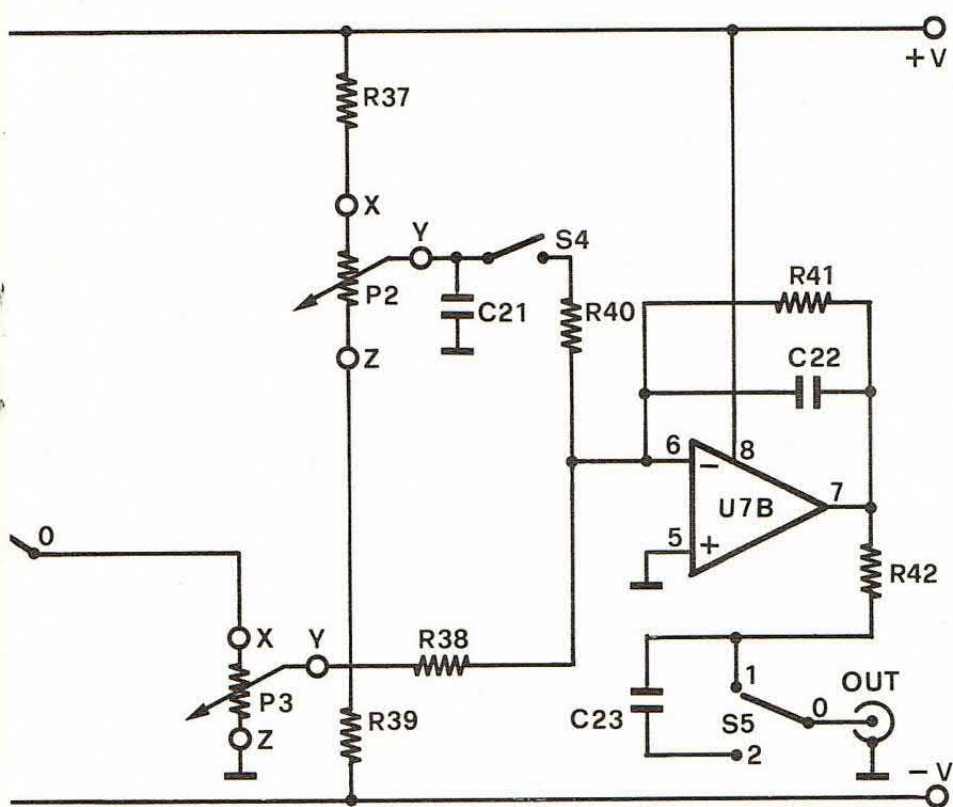 +V
R37
X
Y
S4
P2
C21
R40
R41
Z
C22
6
8
−
U7B
7
5
+
0
R42
X
Y
R38
P3
R39
1
OUT
C23
S5
0
Z
2
−V